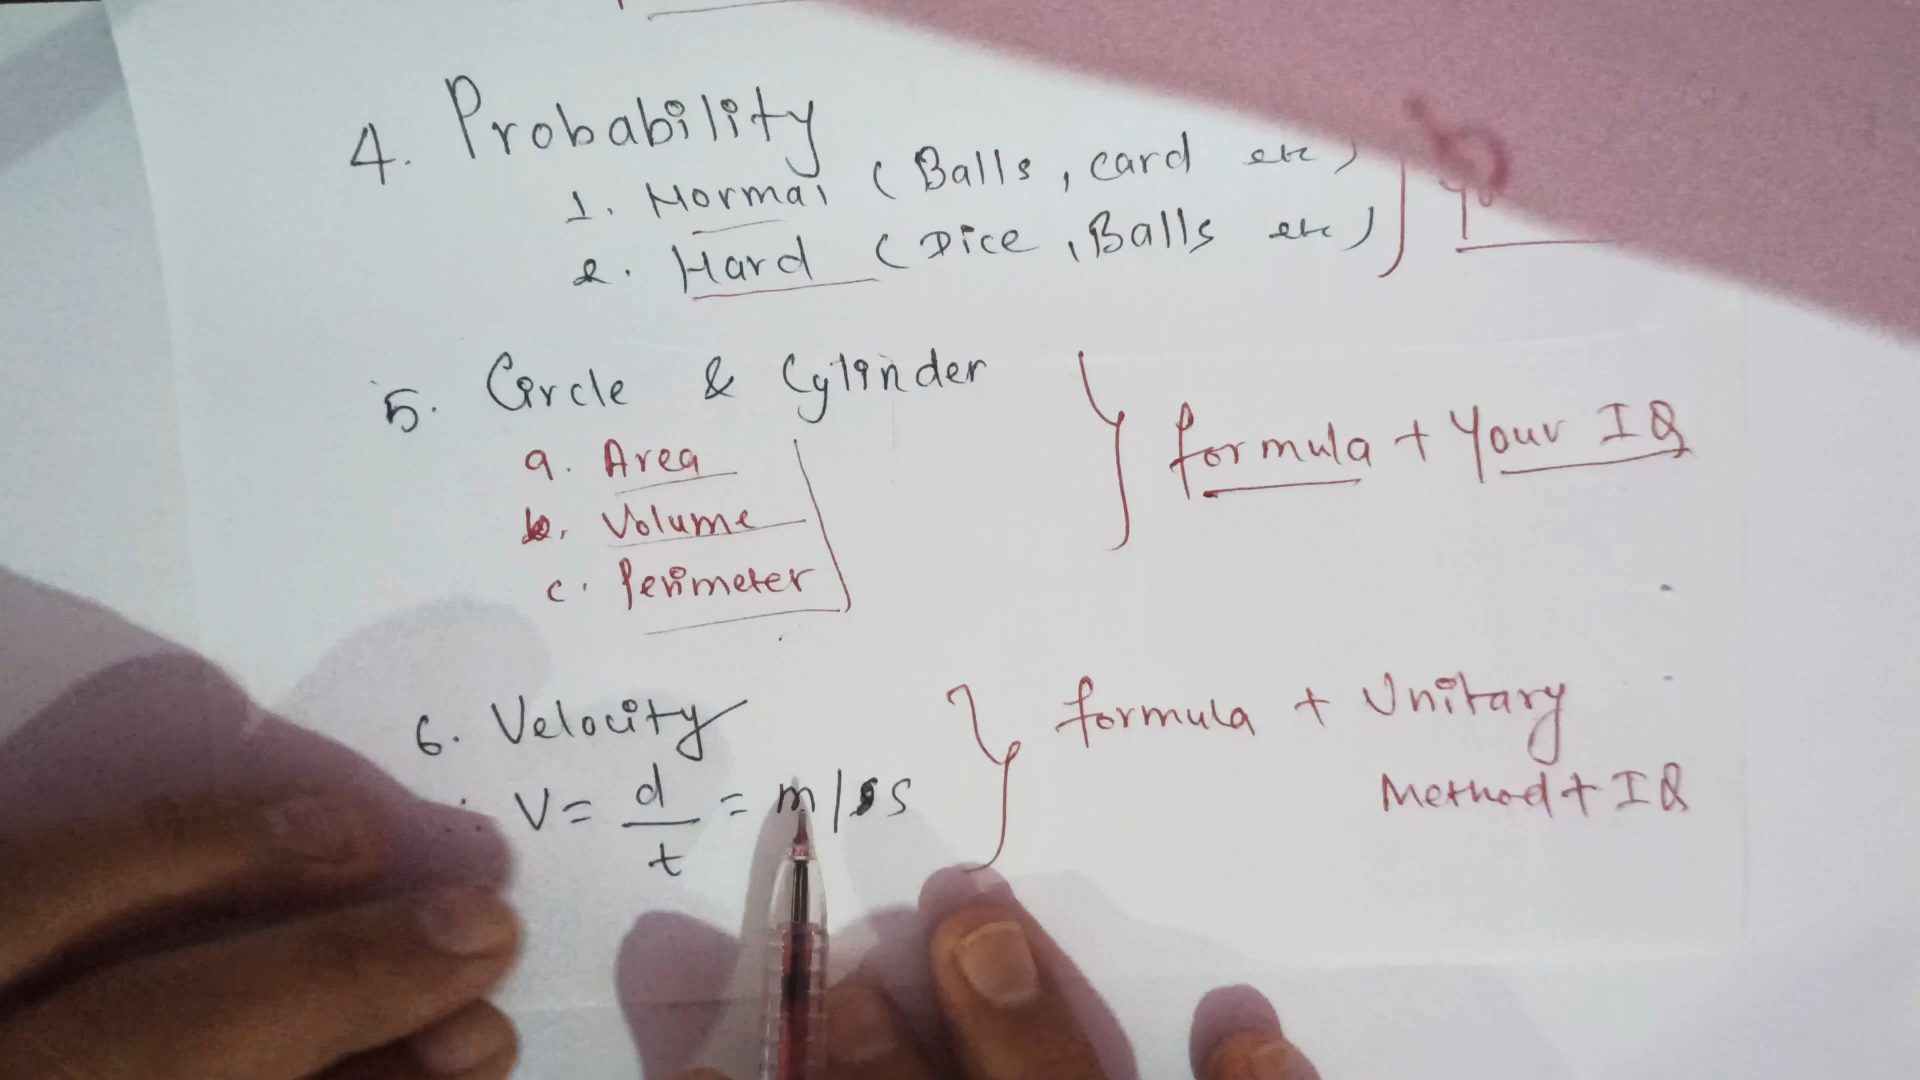 4. Probability
1. Normal (Balls, card etc)
2. Hard (Dice, Balls etc)
5. Circle & Cylinder
a. Area
b. Volume
c. Perimeter
formula + Your IQ
6. Velocity
V = d/t = m/s
formula + Unitary
Method + IQ